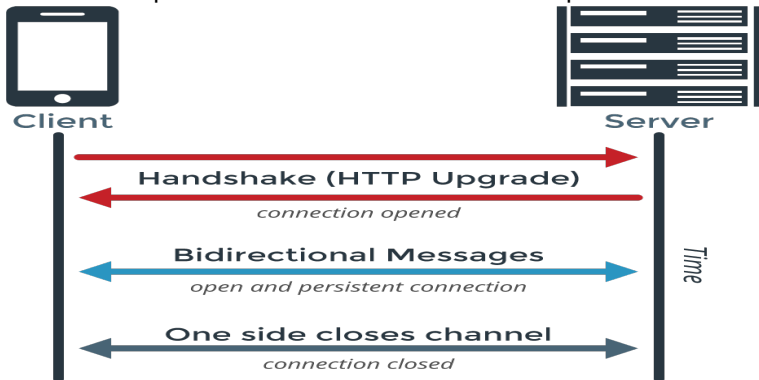 Client
Server
Handshake (HTTP Upgrade)
connection opened
Bidirectional Messages
open and persistent connection
Time
One side closes channel
connection closed